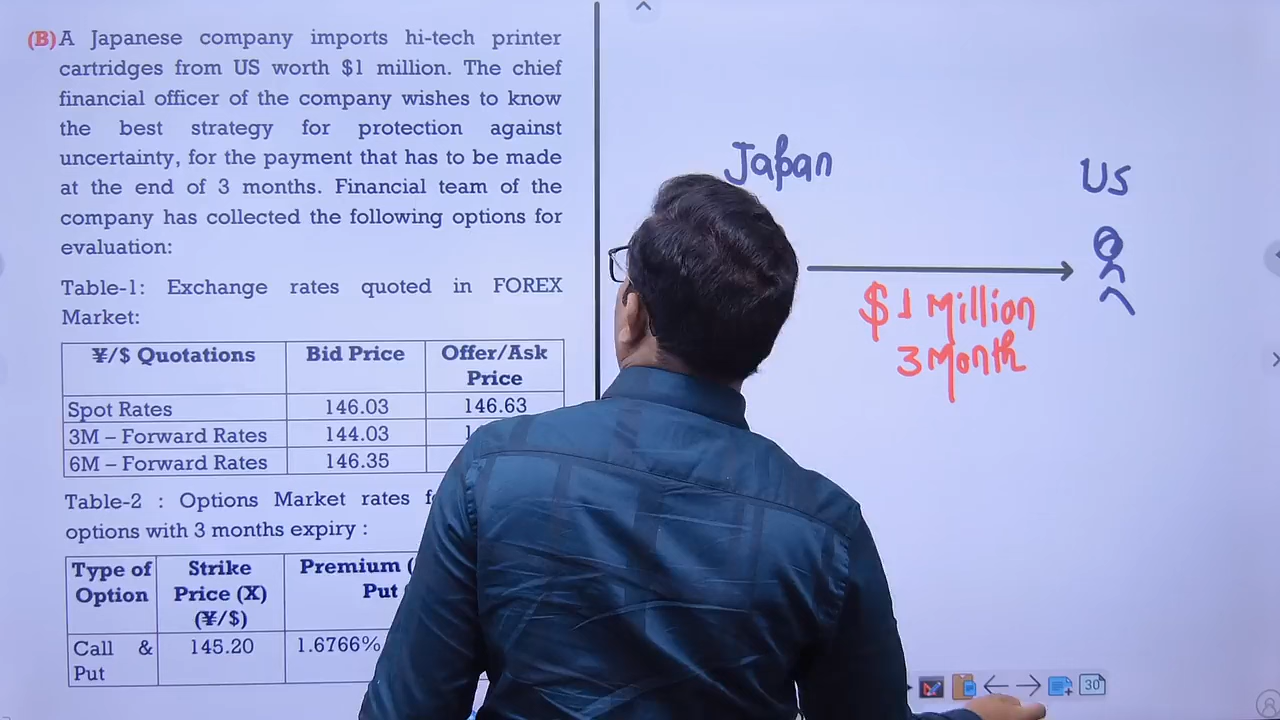 (B) A Japanese company imports hi-tech printer
cartridges from US worth $1 million. The chief
financial officer of the company wishes to know
the best strategy for protection against
uncertainty, for the payment that has to be made
at the end of 3 months. Financial team of the
company has collected the following options for
evaluation:
Table-1: Exchange rates quoted in FOREX
Market:
¥/$ Quotations Bid Price Offer/Ask
Price
Spot Rates 146.03 146.63
3M – Forward Rates 144.03
6M – Forward Rates 146.35
Table-2 : Options Market rates
options with 3 months expiry :
Type of Strike Premium (
Option Price (X) Put
(¥/$)
Call & 145.20 1.6766%
Put
Japan
US
$1 Million
3 Month
30